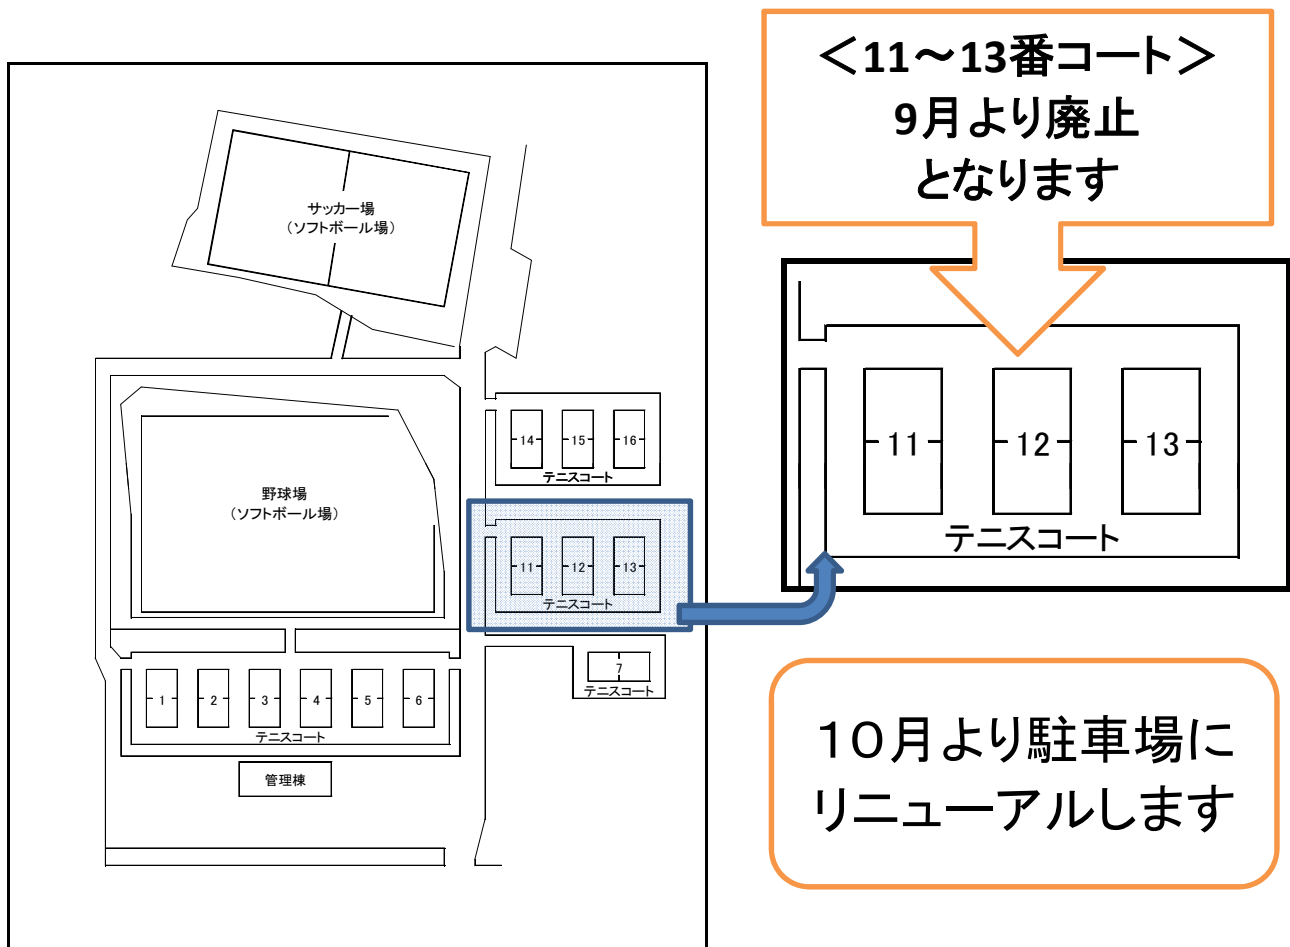 ＜11～13番コート＞
9月より廃止
となります
サッカー場
（ソフトボール場）
14
15
16
テニスコート
野球場
（ソフトボール場）
11
12
13
テニスコート
11
12
13
テニスコート
7
テニスコート
1
2
3
4
5
6
テニスコート
管理棟
１０月より駐車場に
リニューアルします